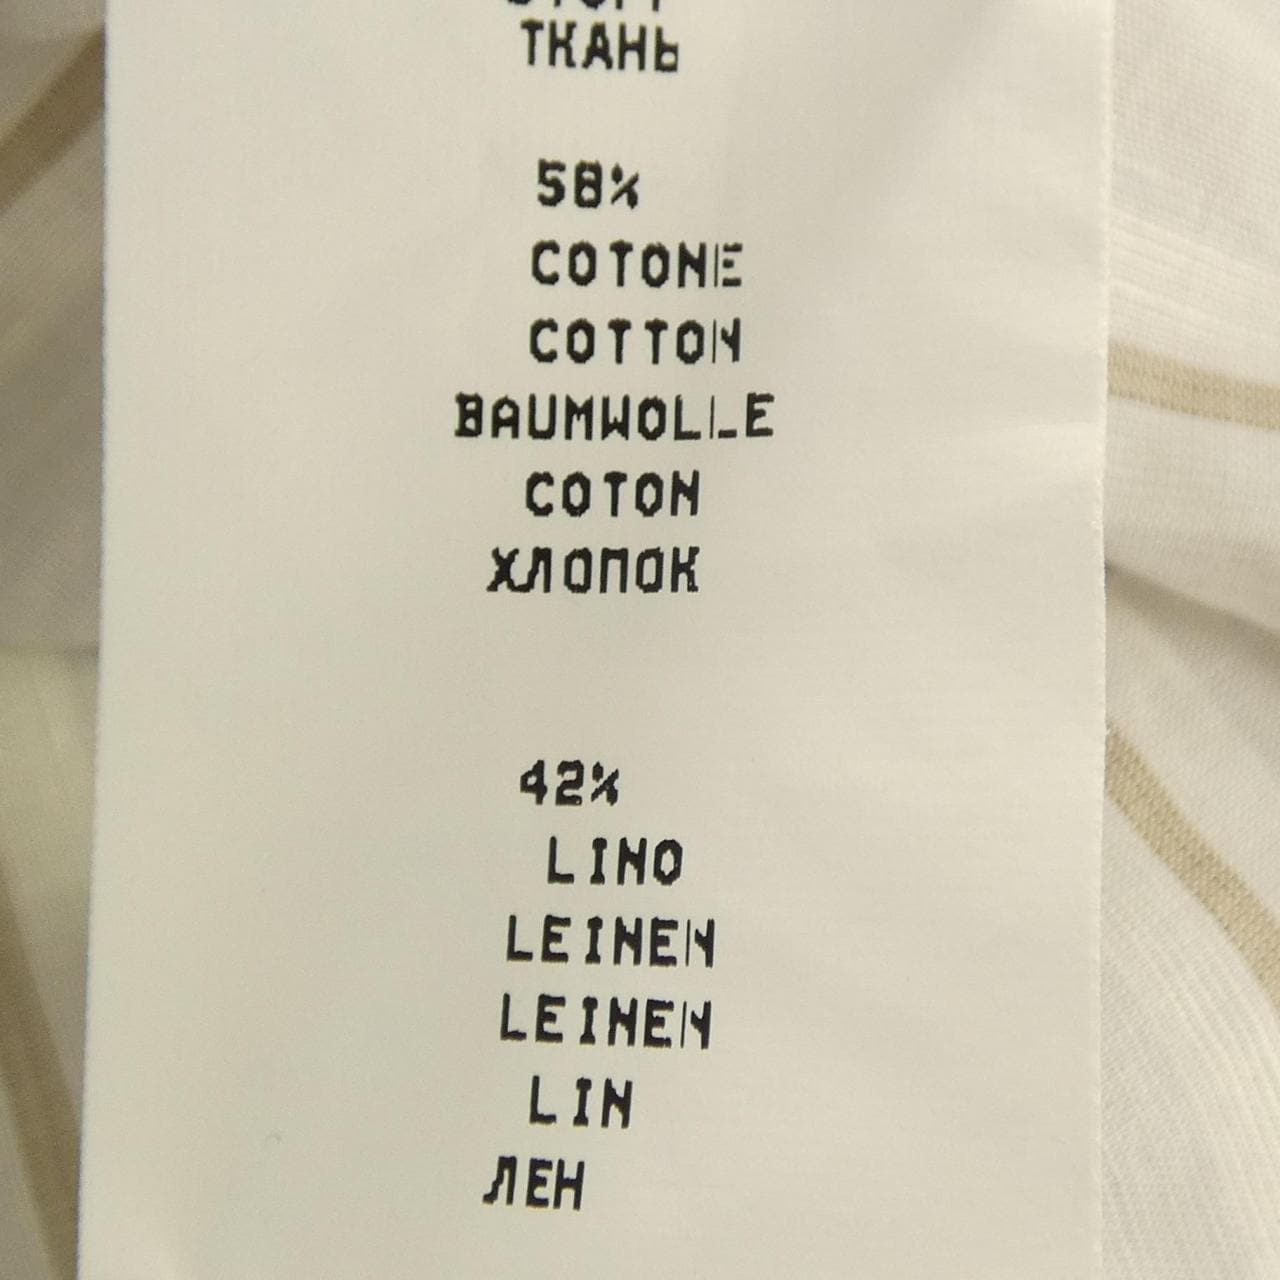 ТКАНЬ
58%
COTONE
COTTON
BAUMWOLLE
COTON
ХЛОПОК
42%
LINO
LEINEN
LEINEN
LIN
ЛЕН